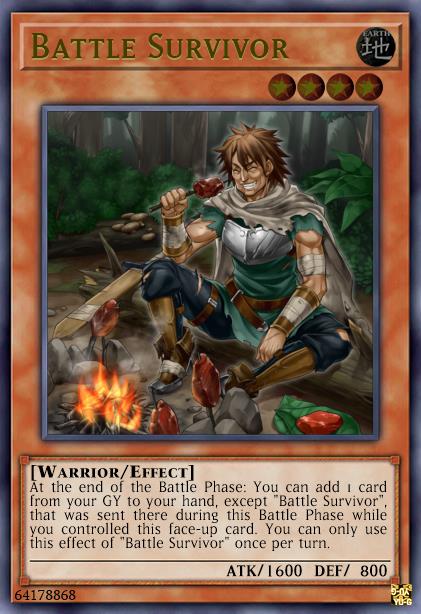 Battle Survivor
EARTH
地
[Warrior/Effect]
At the end of the Battle Phase: You can add 1 card
from your GY to your hand, except "Battle Survivor",
that was sent there during this Battle Phase while
you controlled this face-up card. You can only use
this effect of "Battle Survivor" once per turn.
ATK/1600 DEF/ 800
64178868